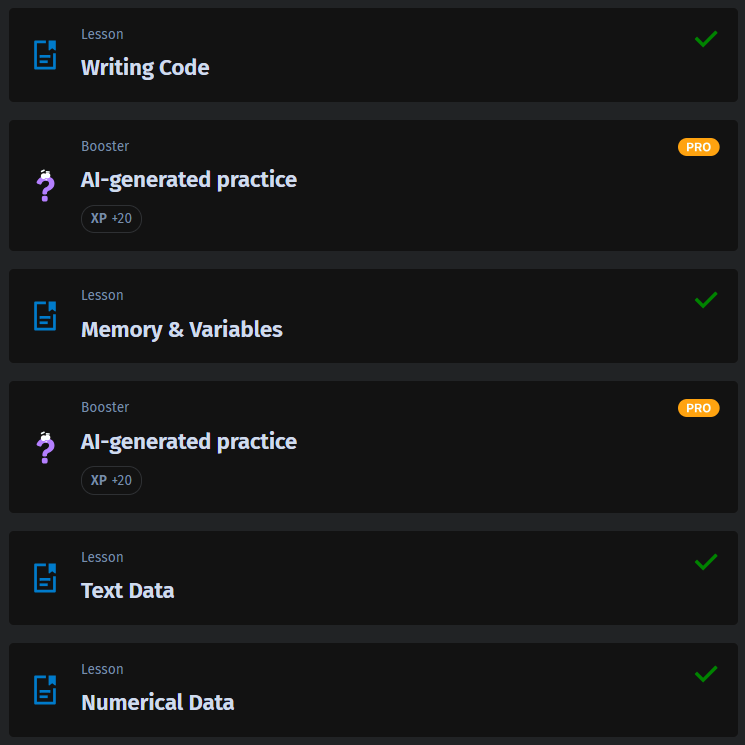 Lesson
Writing Code
Booster
PRO
AI-generated practice
XP +20
Lesson
Memory & Variables
Booster
PRO
AI-generated practice
XP +20
Lesson
Text Data
Lesson
Numerical Data